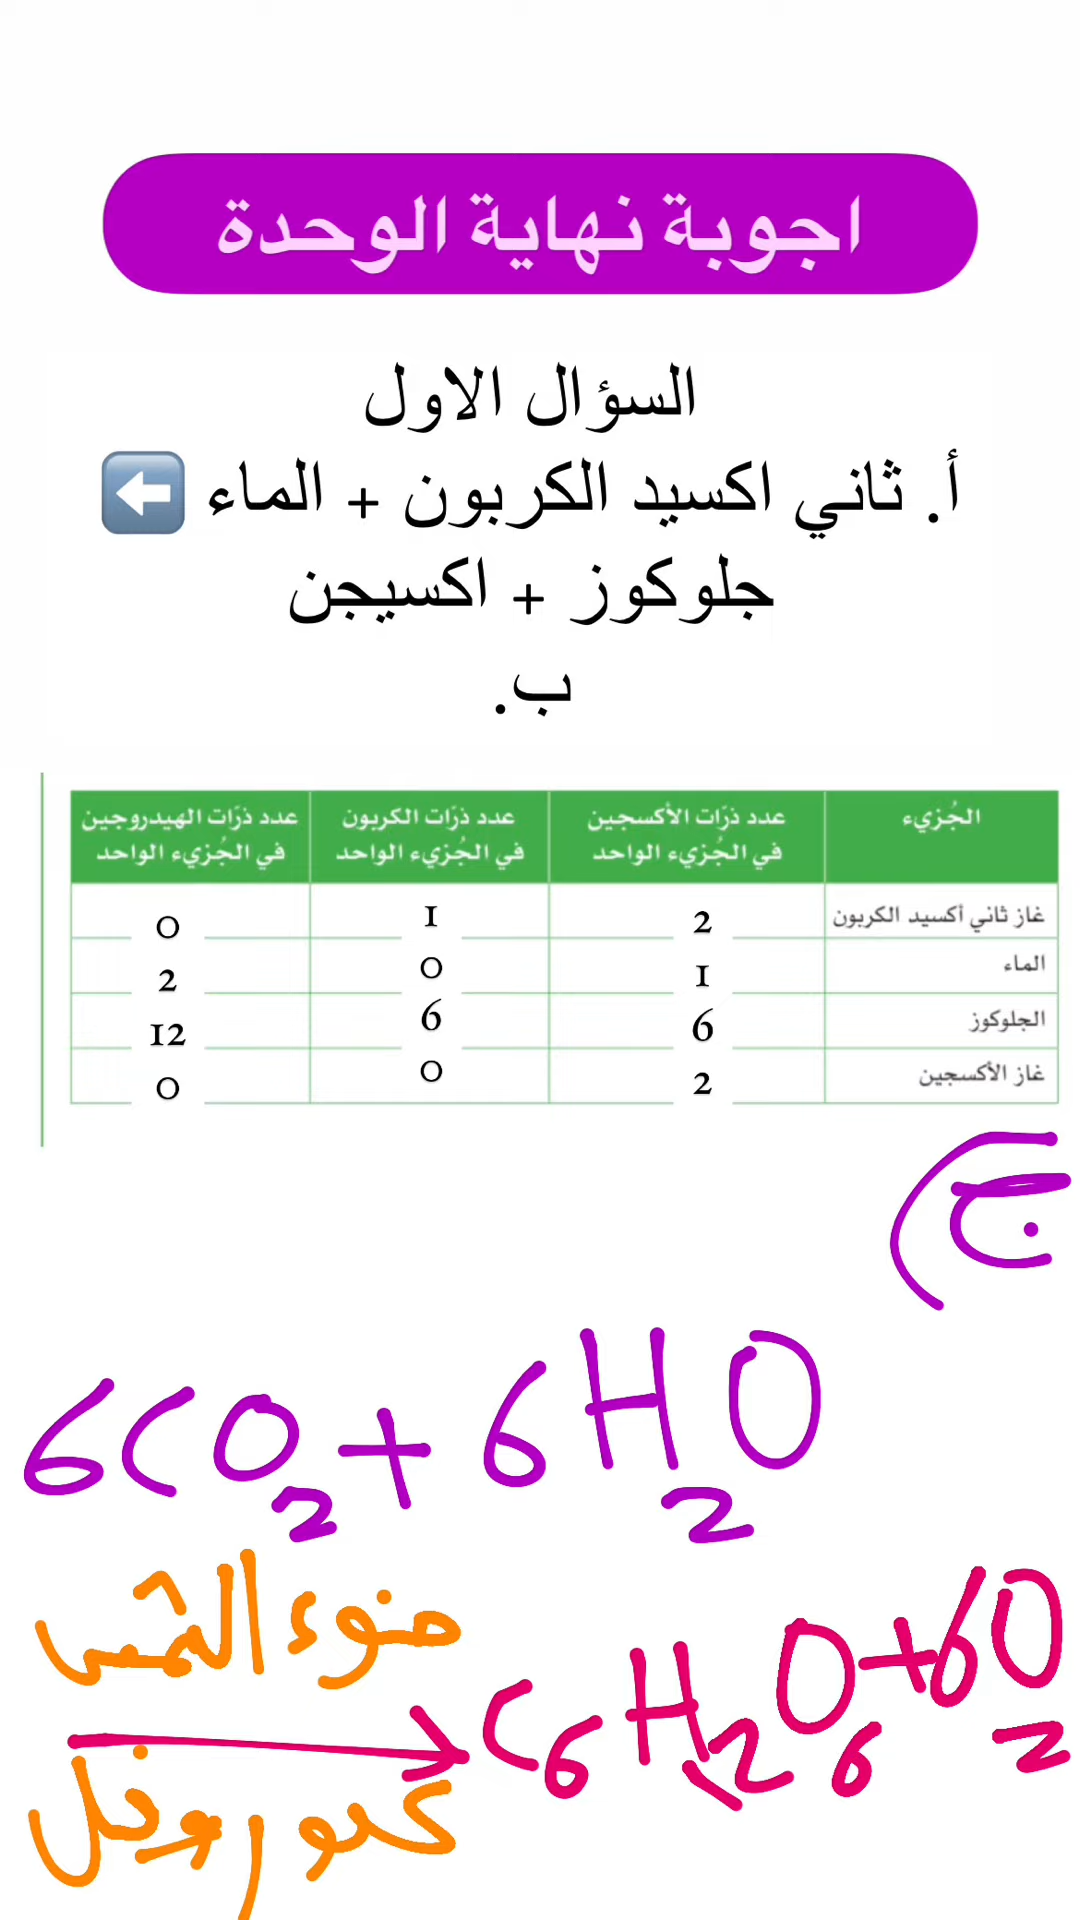 اجوبة نهاية الوحدة
السؤال الاول
أ. ثاني اكسيد الكربون + الماء ⬅️
جلوكوز + اكسيجن
ب.
الجُزيء عدد ذرّات الأكسجين في الجُزيء الواحد عدد ذرّات الكربون في الجُزيء الواحد عدد ذرّات الهيدروجين في الجُزيء الواحد
غاز ثاني أكسيد الكربون 2 1 0
الماء 1 0 2
الجلوكوز 6 6 12
غاز الأكسجين 2 0 0
ج)
6CO2 + 6H2O
ضوء الشمس
C6H12O6 + 6O2
كلوروفيل